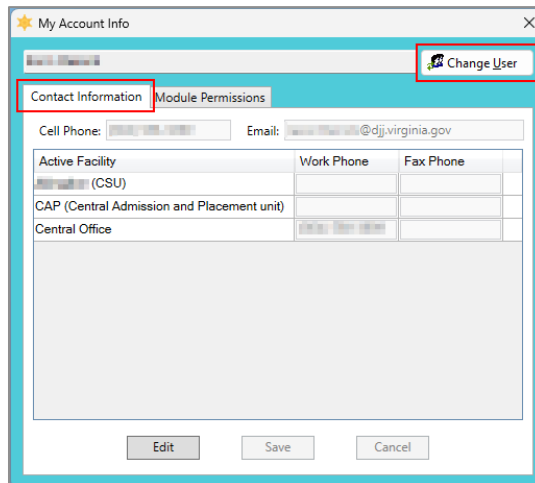 My Account Info
Change User
Contact Information Module Permissions
Cell Phone: Email: @djj.virginia.gov
Active Facility Work Phone Fax Phone
(CSU)
CAP (Central Admission and Placement unit)
Central Office
Edit Save Cancel